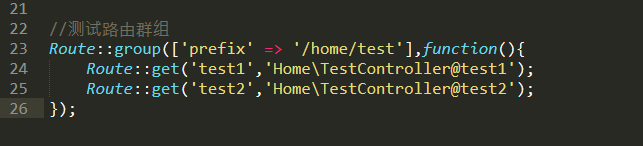 21
22 //测试路由群组
23 Route::group(['prefix' => '/home/test'],function(){
24 Route::get('test1','Home\TestController@test1');
25 Route::get('test2','Home\TestController@test2');
26 });